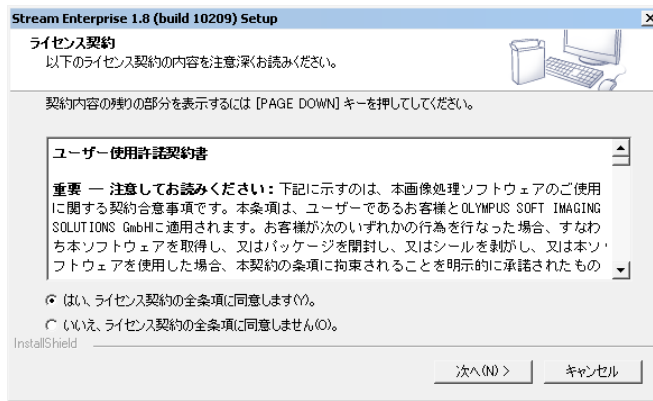 Stream Enterprise 1.8 (build 10209) Setup
ライセンス契約
以下のライセンス契約の内容を注意深くお読みください。
契約内容の残りの部分を表示するには [PAGE DOWN] キーを押してしてください。
ユーザー使用許諾契約書
重要 — 注意してお読みください：下記に示すのは、本画像処理ソフトウェアのご使用
に関する契約合意事項です。本条項は、ユーザーであるお客様とOLYMPUS SOFT IMAGING
SOLUTIONS GmbHに適用されます。お客様が次のいずれかの行為を行なった場合、すなわ
ち本ソフトウェアを取得し、又はパッケージを開封し、又はシールを剥がし、又は本ソ
フトウェアを使用した場合、本契約の条項に拘束されることを明示的に承諾されたもの
はい、ライセンス契約の全条項に同意します(Y)。
いいえ、ライセンス契約の全条項に同意しません(O)。
InstallShield
次へ(N) >
キャンセル